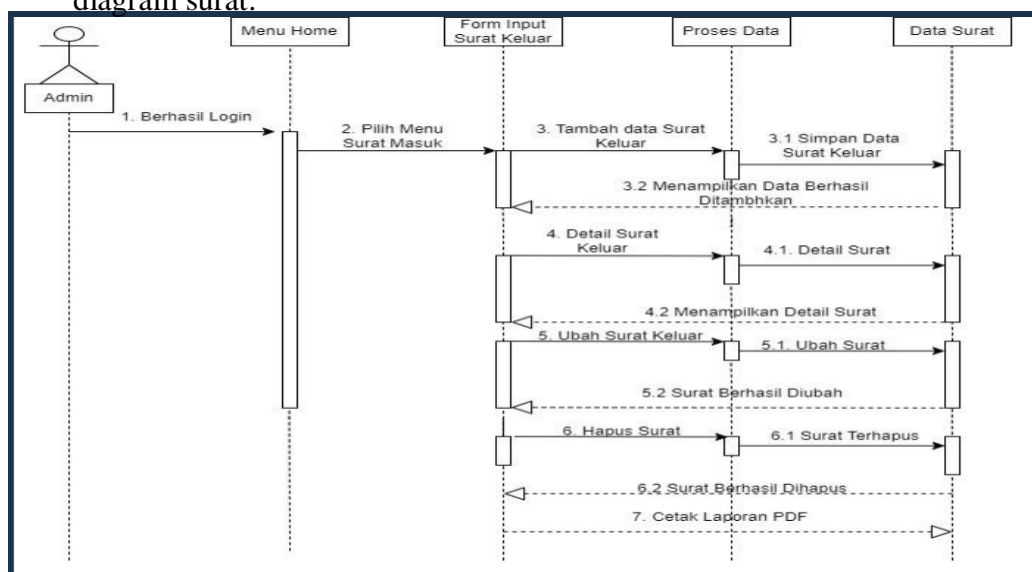 diagram surat.
Menu Home
Form Input
Surat Keluar
Proses Data
Data Surat
Admin
1. Berhasil Login
2. Pilih Menu
Surat Masuk
3. Tambah data Surat
Keluar
3.1 Simpan Data
Surat Keluar
3.2 Menampilkan Data Berhasil
Ditambhkan
4. Detail Surat
Keluar
4.1. Detail Surat
4.2 Menampilkan Detail Surat
5. Ubah Surat Keluar
5.1. Ubah Surat
5.2 Surat Berhasil Diubah
6. Hapus Surat
6.1 Surat Terhapus
6.2 Surat Berhasil Dihapus
7. Cetak Laporan PDF